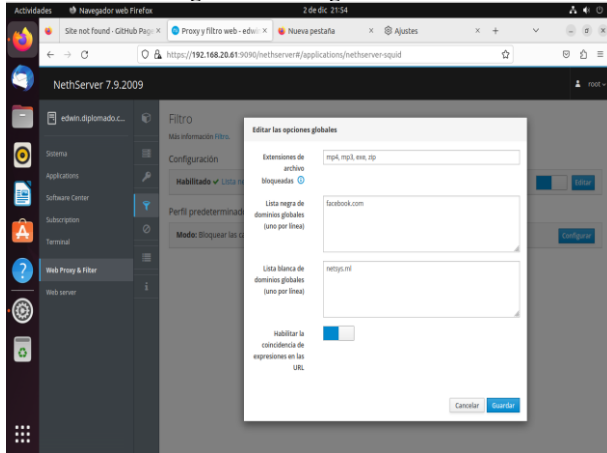 Actividades
Navegador web Firefox
2 de dic 21:54
Site not found · GitHub Page
Proxy y filtro web - edwin
Nueva pestaña
Ajustes
https://192.168.20.61:9090/nethserver#/applications/nethserver-squid
NethServer 7.9.2009
root
edwin.diplomado.c...
Sistema
Applications
Software Center
Subscription
Terminal
Web Proxy & Filter
Web server
Filtro
Más información Filtro.
Configuración
Habilitado
Lista ne
Editar
Perfil predeterminad
Modo: Bloquear las ca
Configurar
Editar las opciones globales
Extensiones de
archivo
bloqueadas
mp4, mp3, exe, zip
Lista negra de
dominios globales
(uno por línea)
facebook.com
Lista blanca de
dominios globales
(uno por línea)
netsys.ml
Habilitar la
coincidencia de
expresiones en las
URL
Cancelar
Guardar